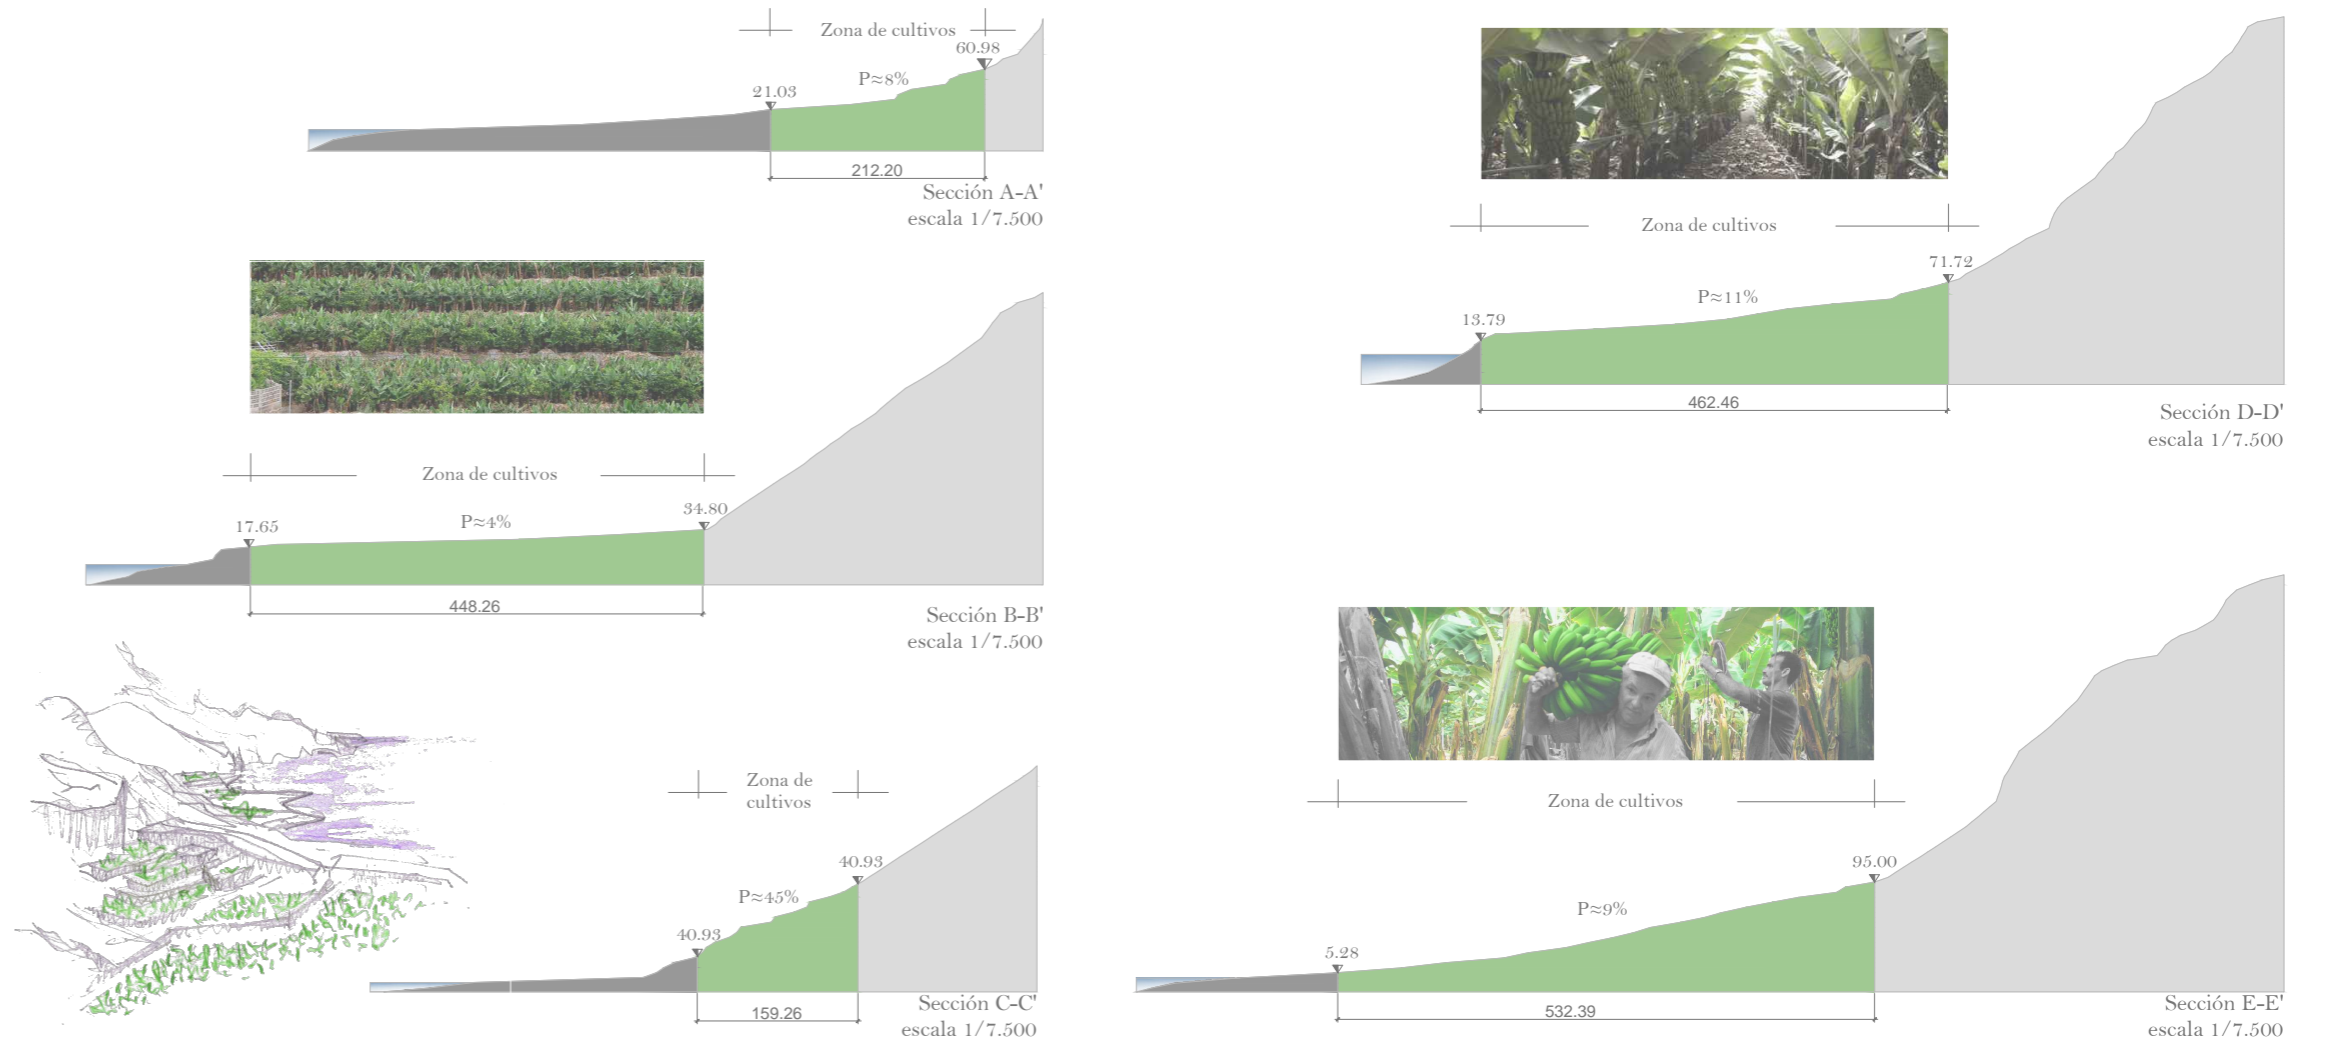 Zona de cultivos
60.98
P≈8%
21.03
212.20
Sección A-A'
escala 1/7.500
Zona de cultivos
34.80
17.65
P≈4%
448.26
Sección B-B'
escala 1/7.500
Zona de
cultivos
40.93
P≈45%
40.93
159.26
Sección C-C'
escala 1/7.500
Zona de cultivos
71.72
P≈11%
13.79
462.46
Sección D-D'
escala 1/7.500
Zona de cultivos
95.00
P≈9%
5.28
532.39
Sección E-E'
escala 1/7.500